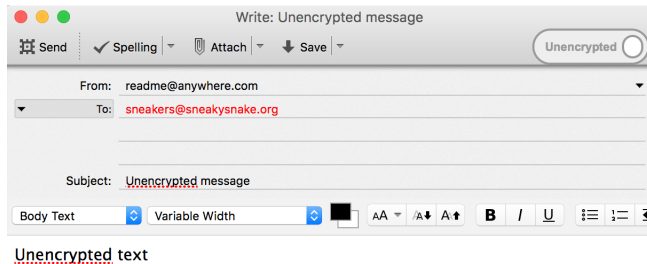 Write: Unencrypted message
Send Spelling Attach Save Unencrypted
From: readme@anywhere.com
To: sneakers@sneakysnake.org
Subject: Unencrypted message
Body Text Variable Width AA A A B I U
Unencrypted text